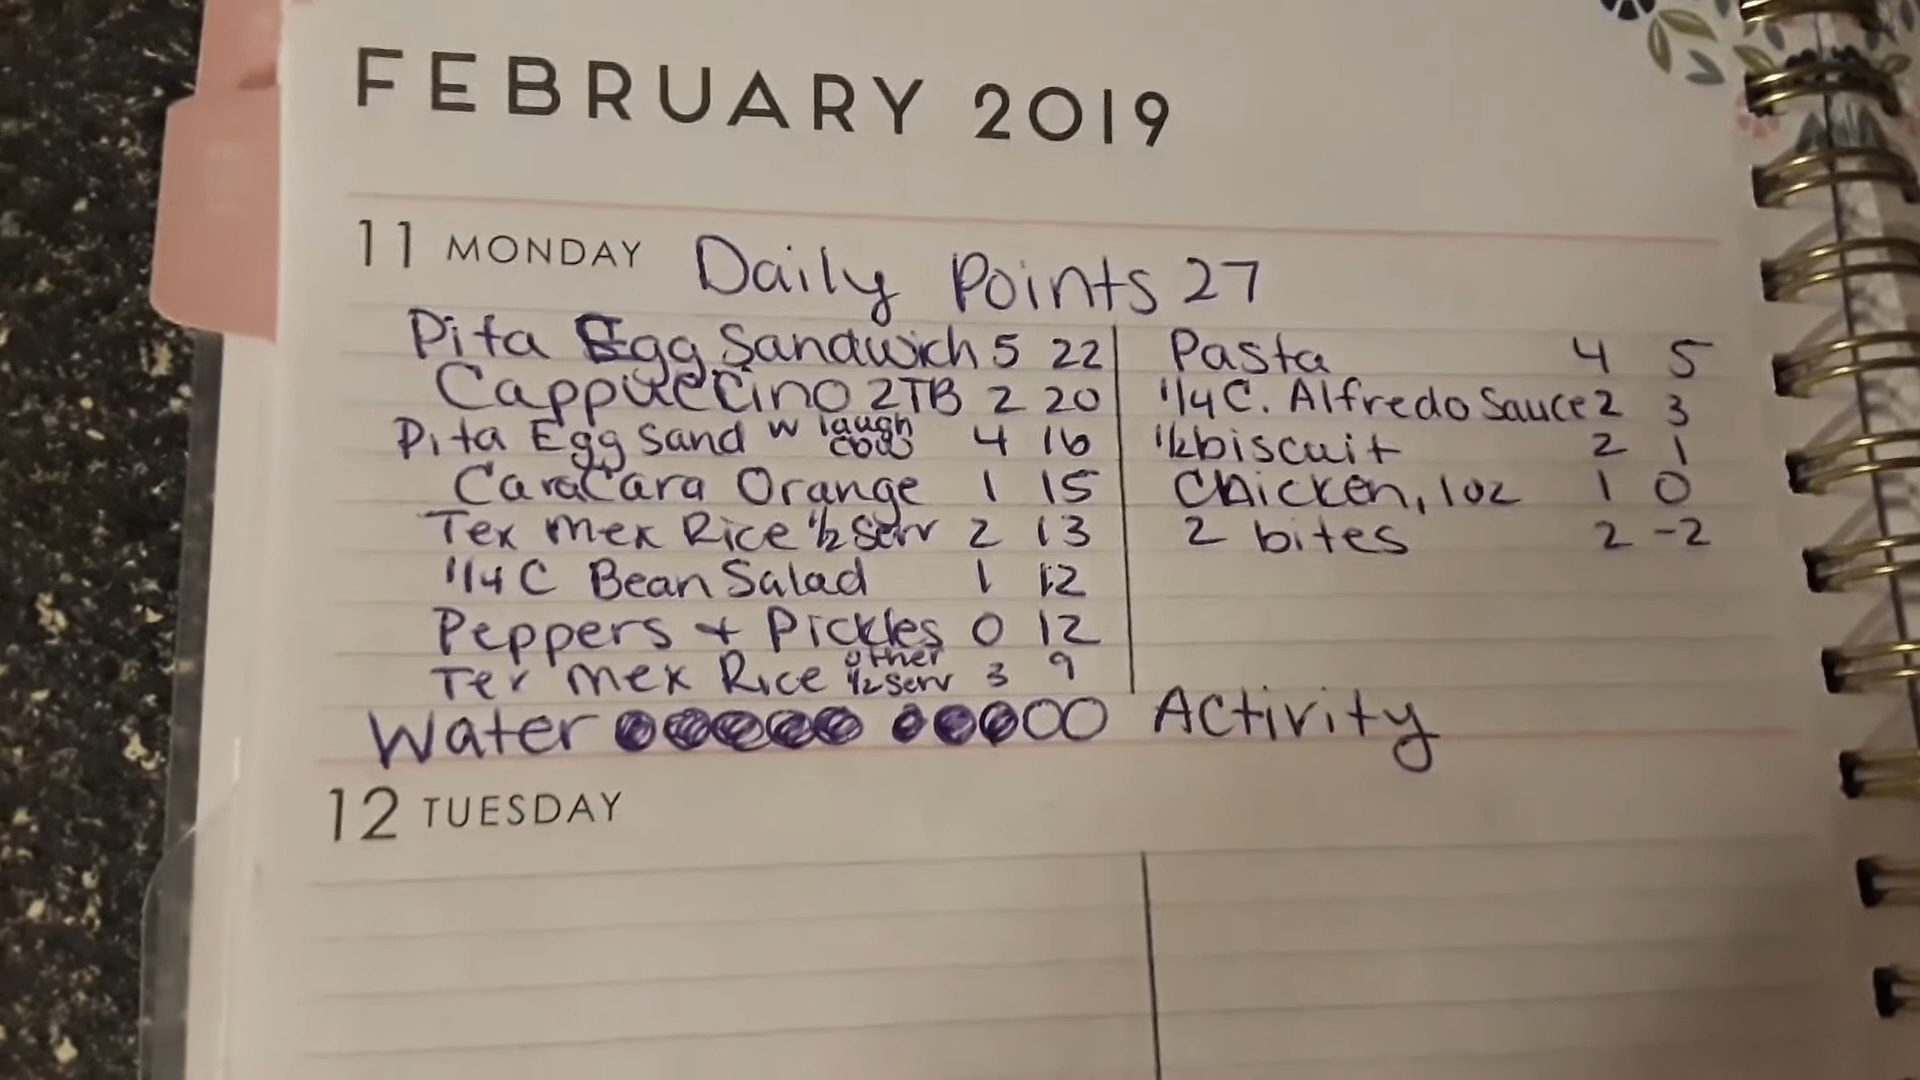 FEBRUARY 2019
11 MONDAY Daily Points 27
Pita Egg Sandwich 5 22
Cappuccino 2TB 2 20
Pita Egg Sand w laugh cow 4 16
CaraCara Orange 1 15
Tex Mex Rice 1/2 Serv 2 13
1/4 C Bean Salad 1 12
Peppers + Pickles 0 12
Tex Mex Rice other 1/2 serv 3 9
Pasta 4 5
1/4 C. Alfredo Sauce 2 3
1/2 biscuit 2 1
Chicken, 1oz 1 0
2 bites 2 -2
Water Activity
12 TUESDAY